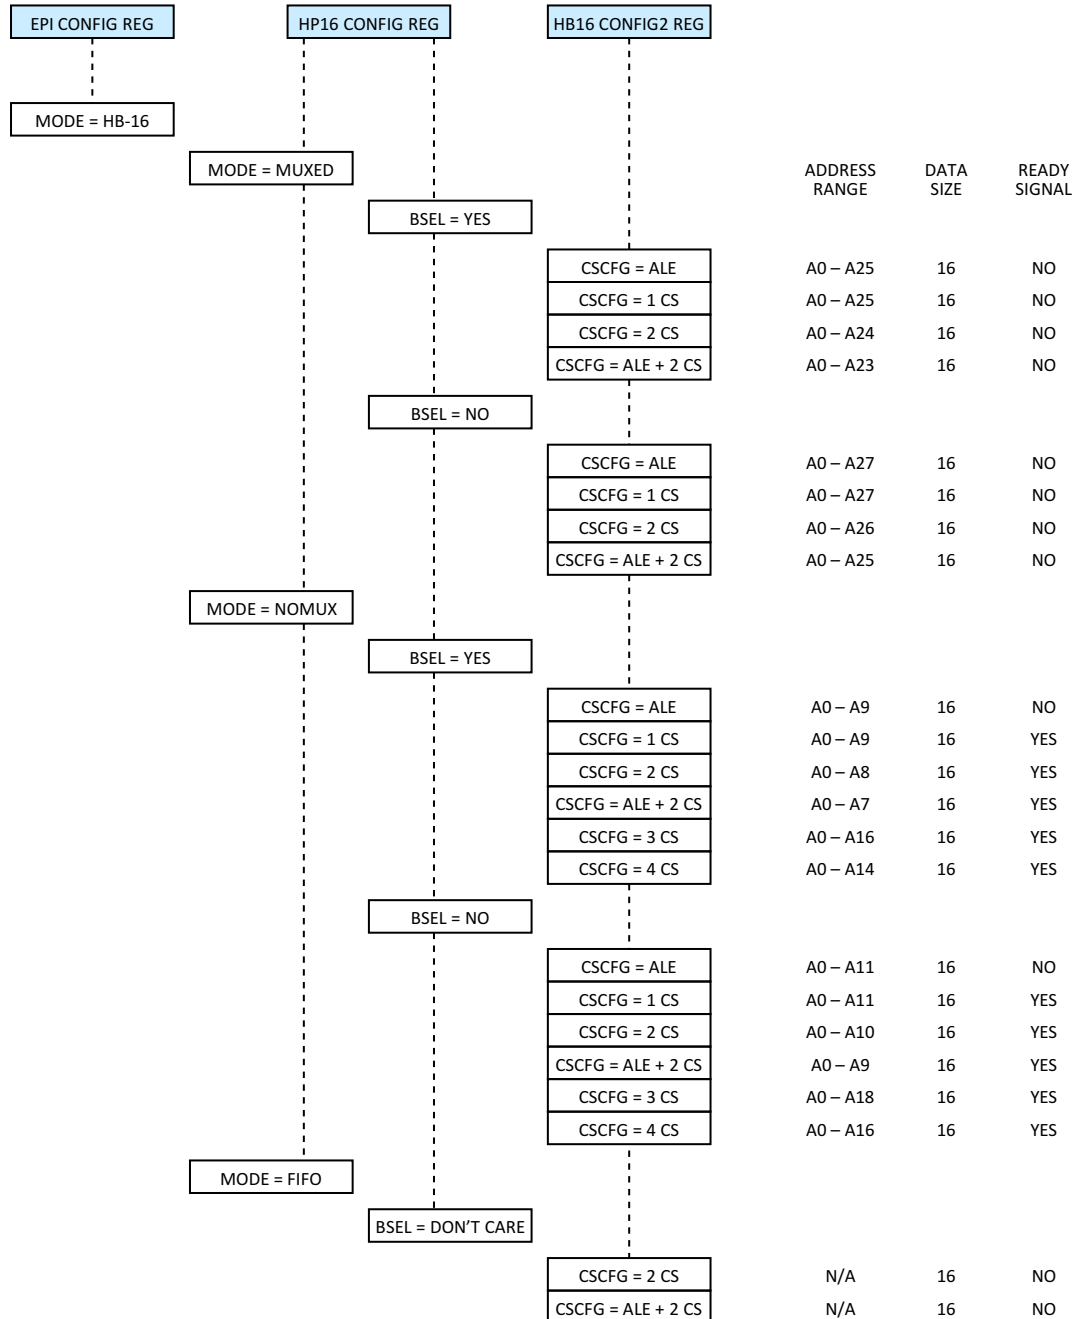 EPI CONFIG REG HP16 CONFIG REG HB16 CONFIG2 REG
MODE = HB-16
MODE = MUXED ADDRESS DATA READY
RANGE SIZE SIGNAL
BSEL = YES
CSCFG = ALE A0 – A25 16 NO
CSCFG = 1 CS A0 – A25 16 NO
CSCFG = 2 CS A0 – A24 16 NO
CSCFG = ALE + 2 CS A0 – A23 16 NO
BSEL = NO
CSCFG = ALE A0 – A27 16 NO
CSCFG = 1 CS A0 – A27 16 NO
CSCFG = 2 CS A0 – A26 16 NO
CSCFG = ALE + 2 CS A0 – A25 16 NO
MODE = NOMUX
BSEL = YES
CSCFG = ALE A0 – A9 16 NO
CSCFG = 1 CS A0 – A9 16 YES
CSCFG = 2 CS A0 – A8 16 YES
CSCFG = ALE + 2 CS A0 – A7 16 YES
CSCFG = 3 CS A0 – A16 16 YES
CSCFG = 4 CS A0 – A14 16 YES
BSEL = NO
CSCFG = ALE A0 – A11 16 NO
CSCFG = 1 CS A0 – A11 16 YES
CSCFG = 2 CS A0 – A10 16 YES
CSCFG = ALE + 2 CS A0 – A9 16 YES
CSCFG = 3 CS A0 – A18 16 YES
CSCFG = 4 CS A0 – A16 16 YES
MODE = FIFO
BSEL = DON’T CARE
CSCFG = 2 CS N/A 16 NO
CSCFG = ALE + 2 CS N/A 16 NO